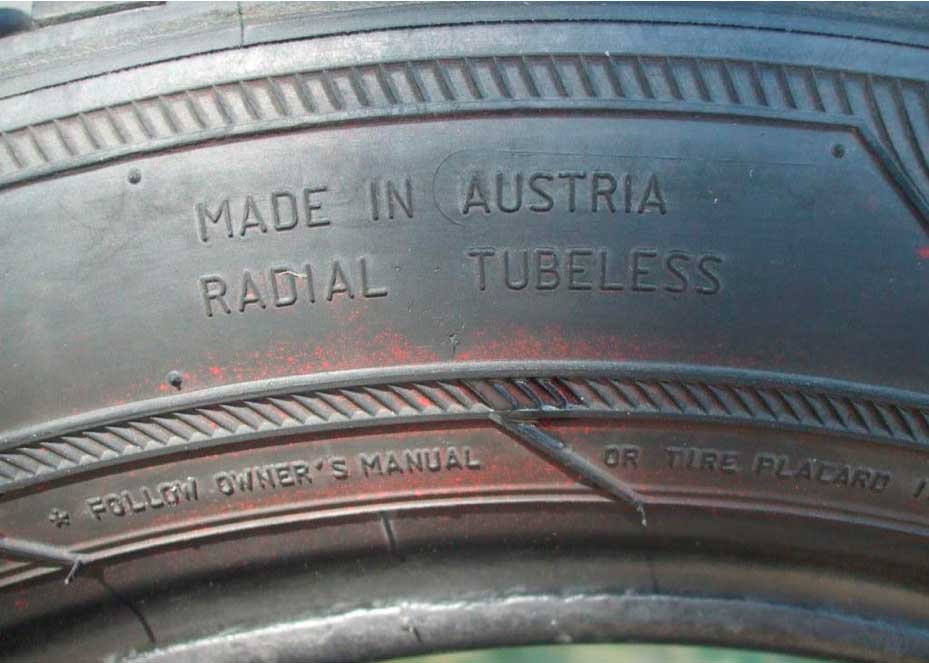 MADE IN AUSTRIA
RADIAL TUBELESS
* FOLLOW OWNER'S MANUAL OR TIRE PLACARD